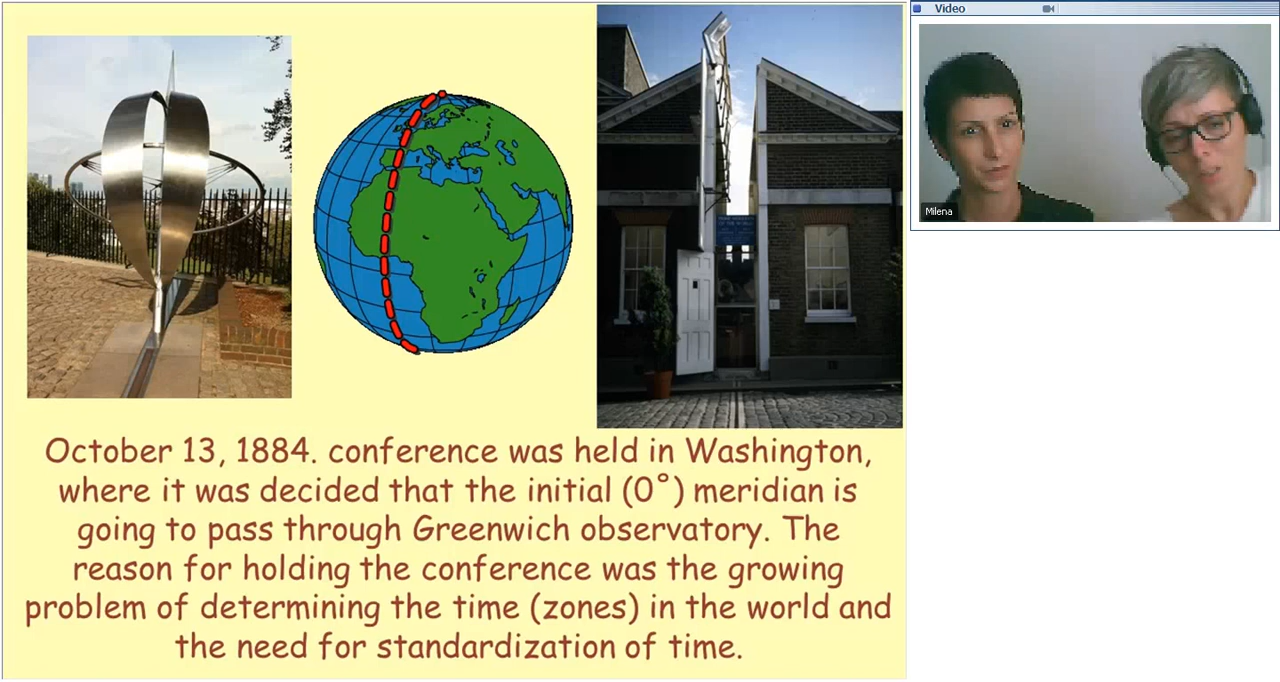 October 13, 1884. conference was held in Washington,
where it was decided that the initial (0˚) meridian is
going to pass through Greenwich observatory. The
reason for holding the conference was the growing
problem of determining the time (zones) in the world and
the need for standardization of time.
Video
Milena